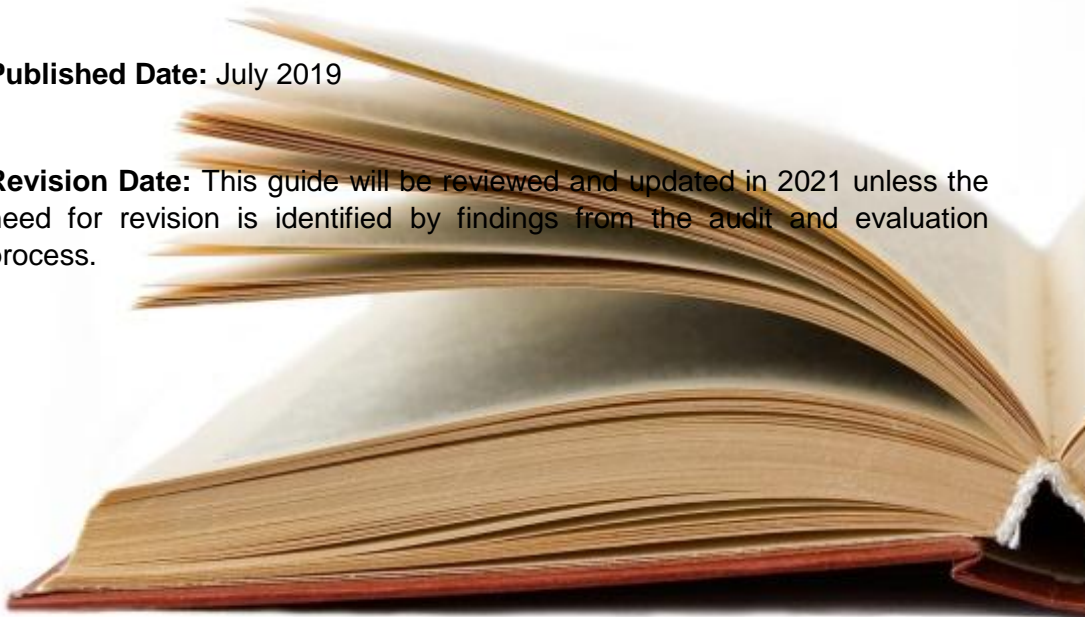 Published Date: July 2019
Revision Date: This guide will be reviewed and updated in 2021 unless the
need for revision is identified by findings from the audit and evaluation
process.